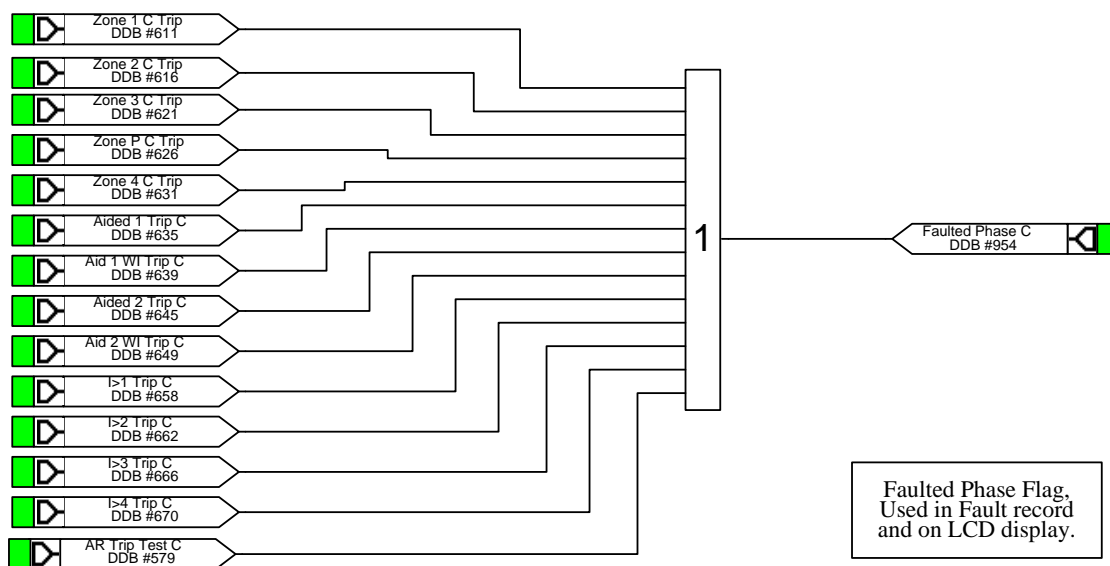 Zone 1 C Trip
DDB #611
Zone 2 C Trip
DDB #616
Zone 3 C Trip
DDB #621
Zone P C Trip
DDB #626
Zone 4 C Trip
DDB #631
Aided 1 Trip C
DDB #635
Aid 1 WI Trip C
DDB #639
Aided 2 Trip C
DDB #645
Aid 2 WI Trip C
DDB #649
I>1 Trip C
DDB #658
I>2 Trip C
DDB #662
I>3 Trip C
DDB #666
I>4 Trip C
DDB #670
AR Trip Test C
DDB #579
1
Faulted Phase C
DDB #954
Faulted Phase Flag,
Used in Fault record
and on LCD display.